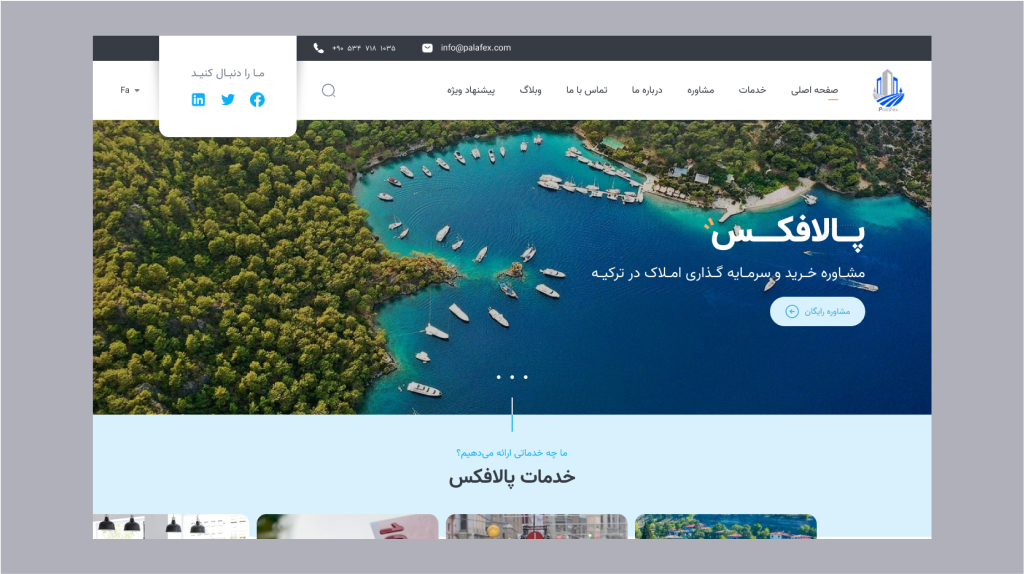 +۹۰ ۵۳۴ ۷۱۸ ۱۰۳۵
info@palafex.com
ما را دنبال کنید
صفحه اصلی
خدمات
مشاوره
درباره ما
تماس با ما
وبلاگ
پیشنهاد ویژه
Fa
PalaFex
پالافکس
مشاوره خرید و سرمایه گذاری املاک در ترکیه
مشاوره رایگان
ما چه خدماتی ارائه می‌دهیم؟
خدمات پالافکس